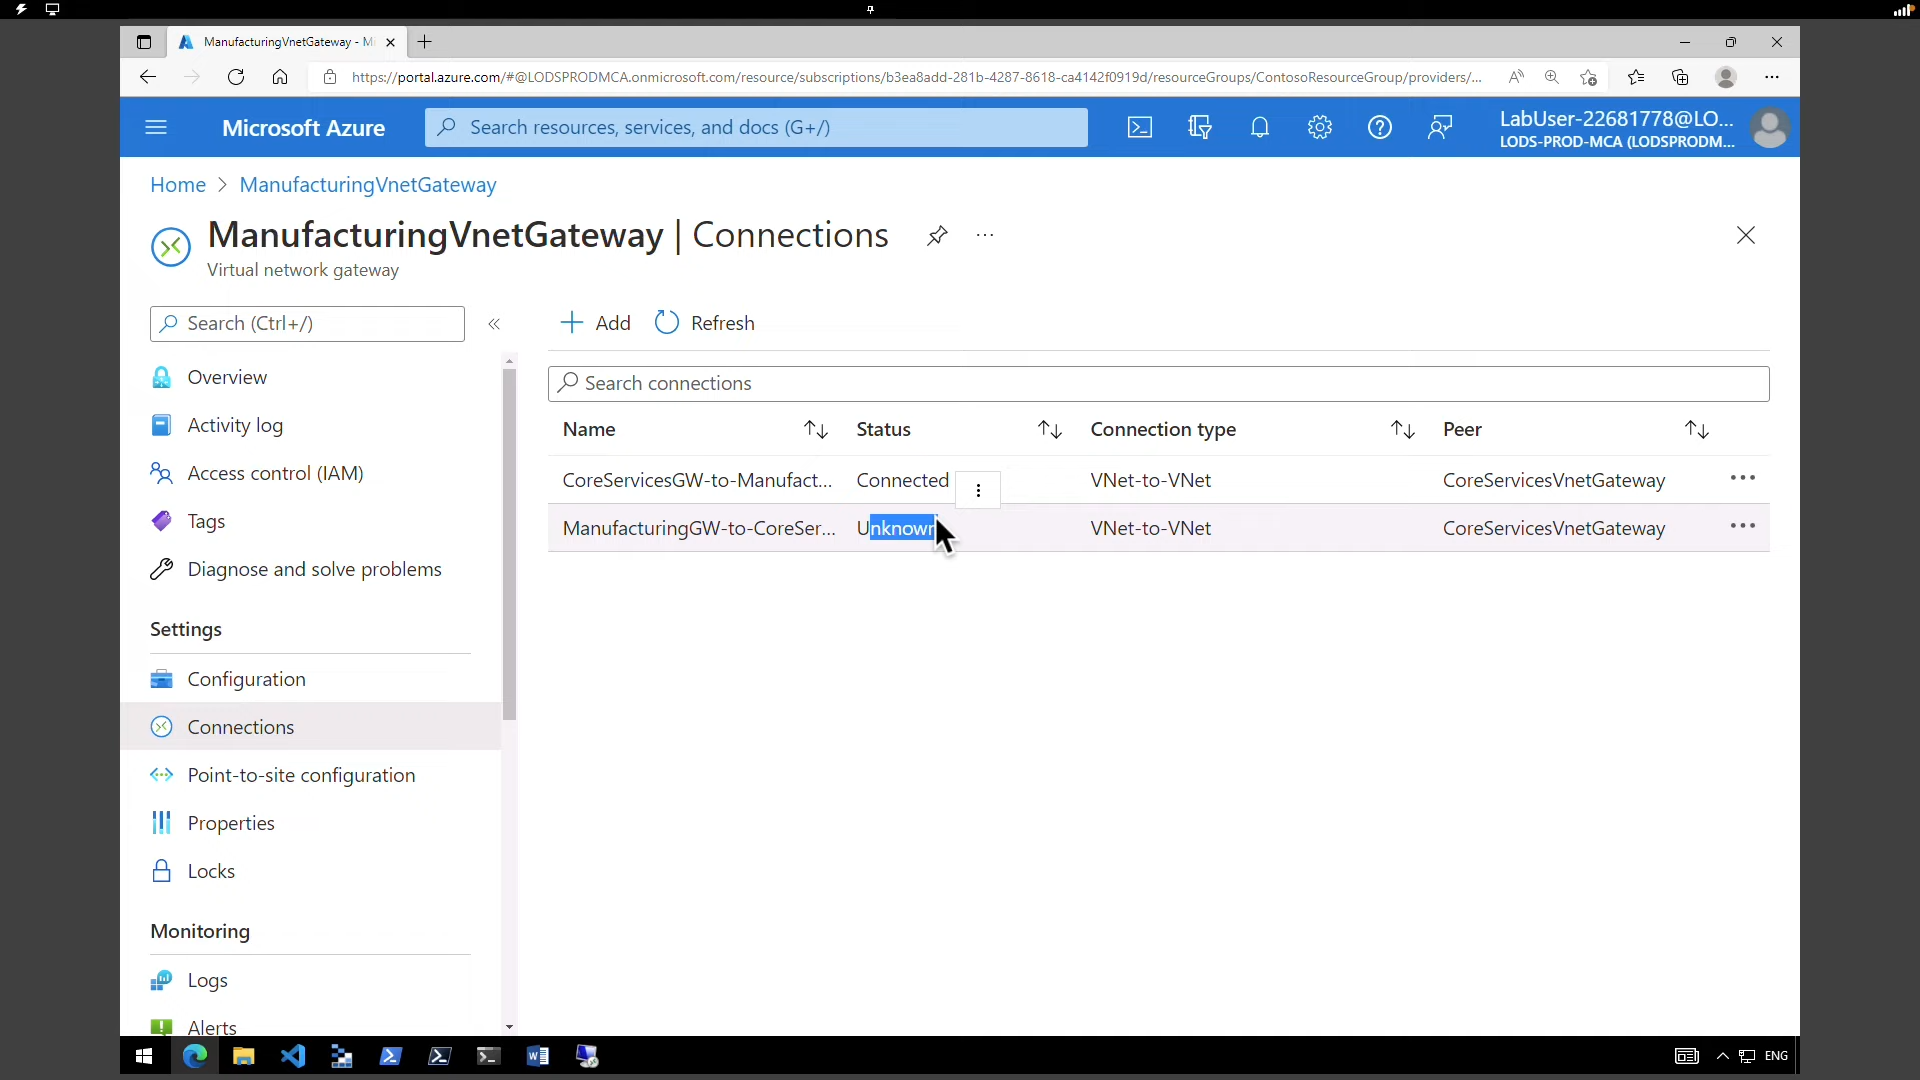 ManufacturingVnetGateway - Mi
https://portal.azure.com/#@LODSPRODMCA.onmicrosoft.com/resource/subscriptions/b3ea8add-281b-4287-8618-ca4142f0919d/resourceGroups/ContosoResourceGroup/providers/...
Microsoft Azure
Search resources, services, and docs (G+/)
LabUser-22681778@LO...
LODS-PROD-MCA (LODSPRODM...
Home > ManufacturingVnetGateway
ManufacturingVnetGateway | Connections
Virtual network gateway
Search (Ctrl+/)
Add Refresh
Overview
Search connections
Activity log
Name Status Connection type Peer
Access control (IAM)
CoreServicesGW-to-Manufact... Connected VNet-to-VNet CoreServicesVnetGateway
Tags
ManufacturingGW-to-CoreSer... Unknown VNet-to-VNet CoreServicesVnetGateway
Diagnose and solve problems
Settings
Configuration
Connections
Point-to-site configuration
Properties
Locks
Monitoring
Logs
Alerts
ENG